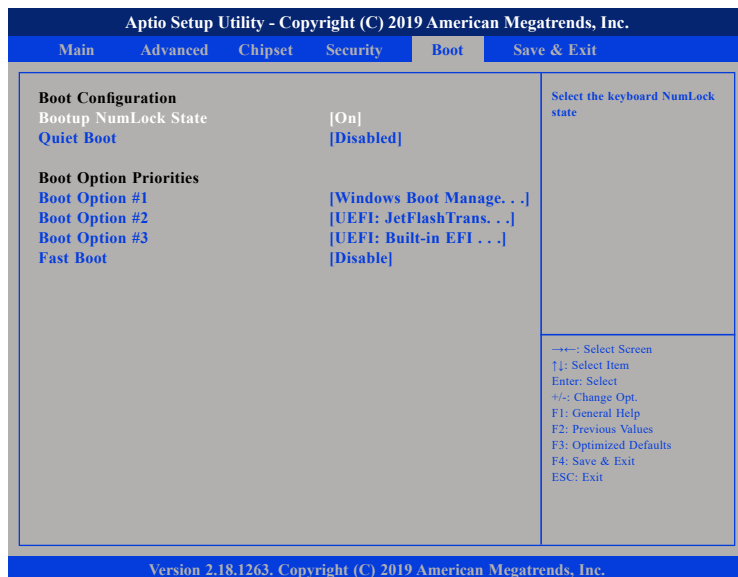 Aptio Setup Utility - Copyright (C) 2019 American Megatrends, Inc.
Main Advanced Chipset Security Boot Save & Exit
Boot Configuration
Bootup NumLock State [On]
Quiet Boot [Disabled]
Boot Option Priorities
Boot Option #1 [Windows Boot Manage. . .]
Boot Option #2 [UEFI: JetFlashTrans. . .]
Boot Option #3 [UEFI: Built-in EFI . . .]
Fast Boot [Disable]
Select the keyboard NumLock
state
→←: Select Screen
↑↓: Select Item
Enter: Select
+/-: Change Opt.
F1: General Help
F2: Previous Values
F3: Optimized Defaults
F4: Save & Exit
ESC: Exit
Version 2.18.1263. Copyright (C) 2019 American Megatrends, Inc.